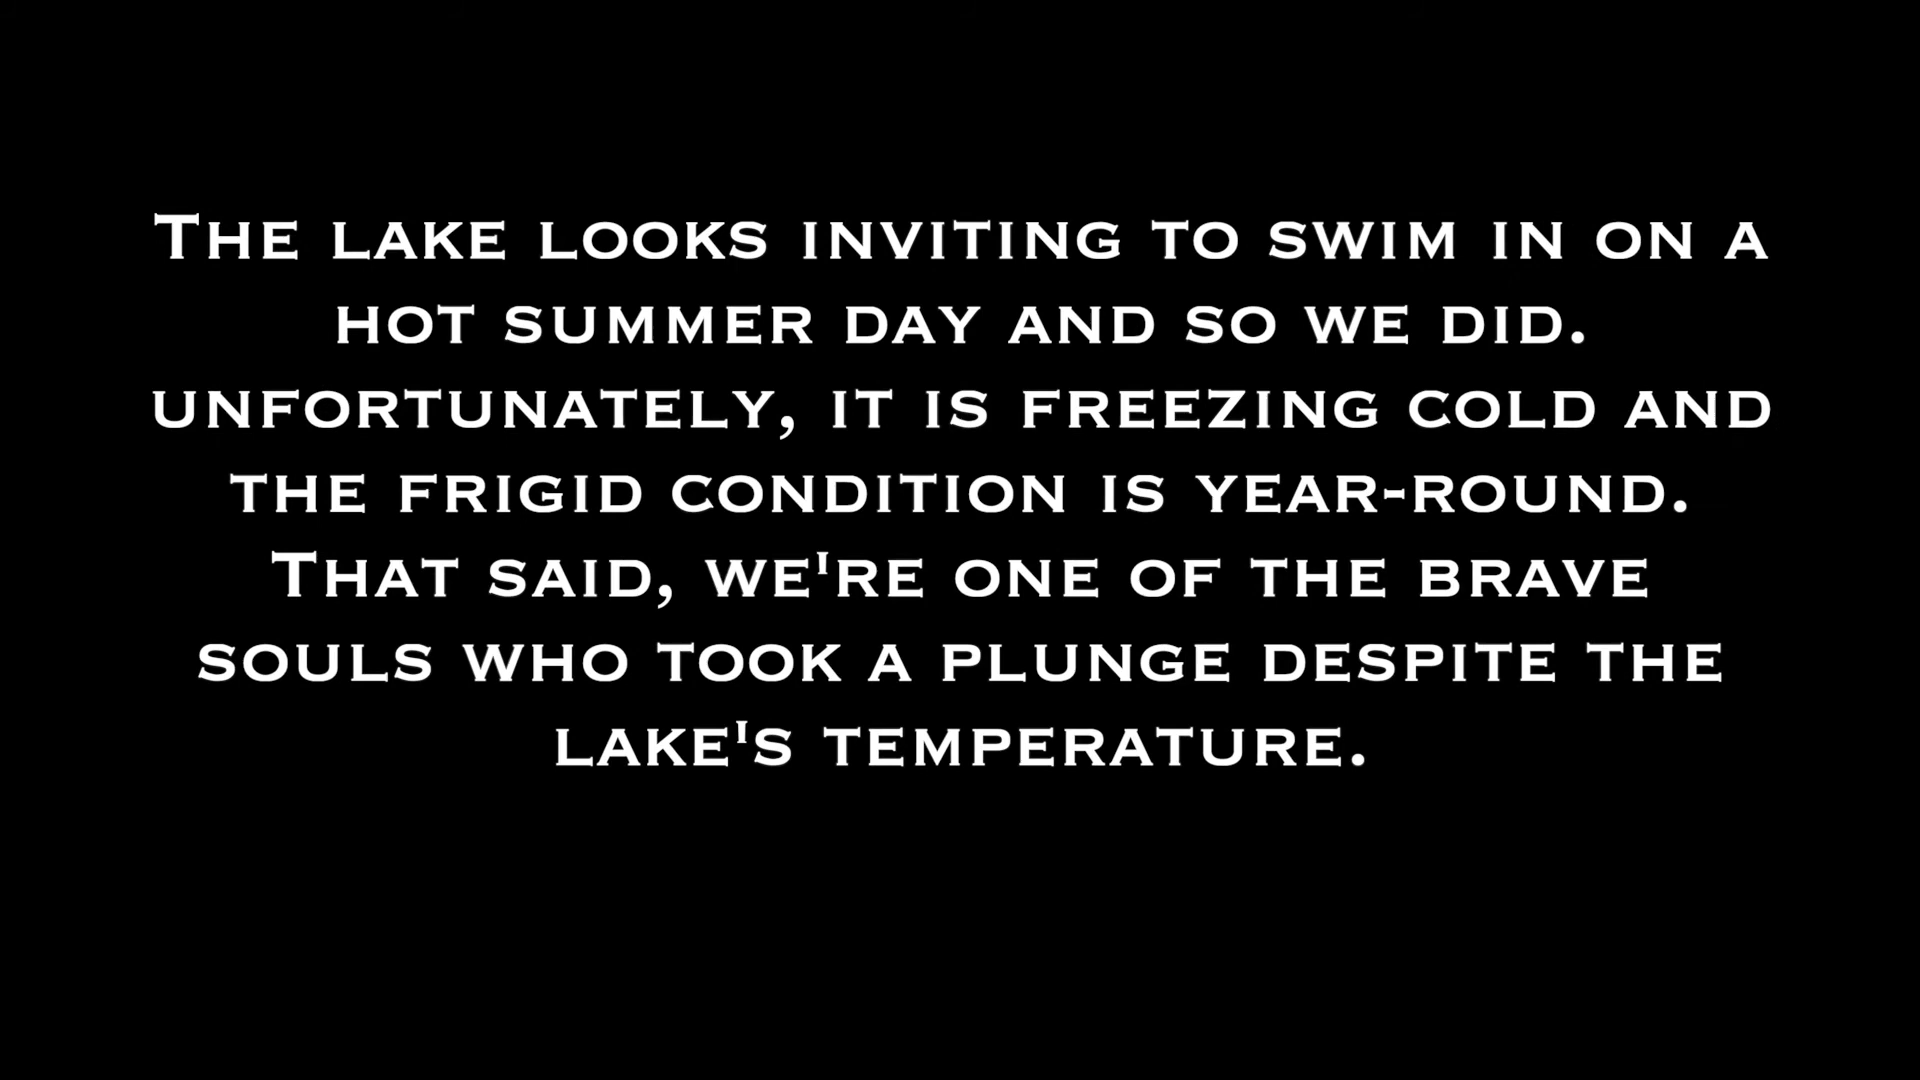 The lake looks inviting to swim in on a
hot summer day and so we did.
unfortunately, it is freezing cold and
the frigid condition is year-round.
That said, we're one of the brave
souls who took a plunge despite the
lake's temperature.